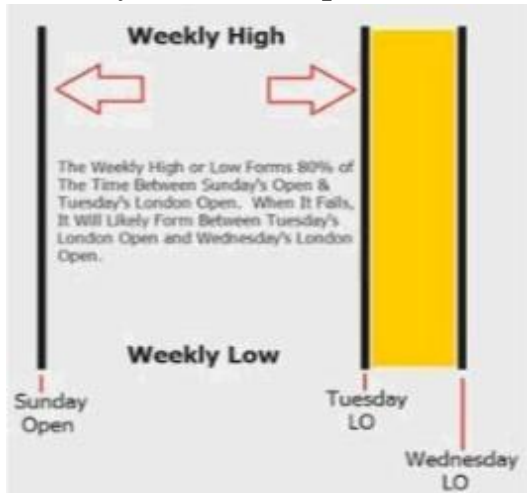 Weekly High
The Weekly High or Low Forms 80% of
The Time Between Sunday's Open &
Tuesday's London Open. When It Fails,
It Will Likely Form Between Tuesday's
London Open and Wednesday's London
Open.
Weekly Low
Sunday
Open
Tuesday
LO
Wednesday
LO